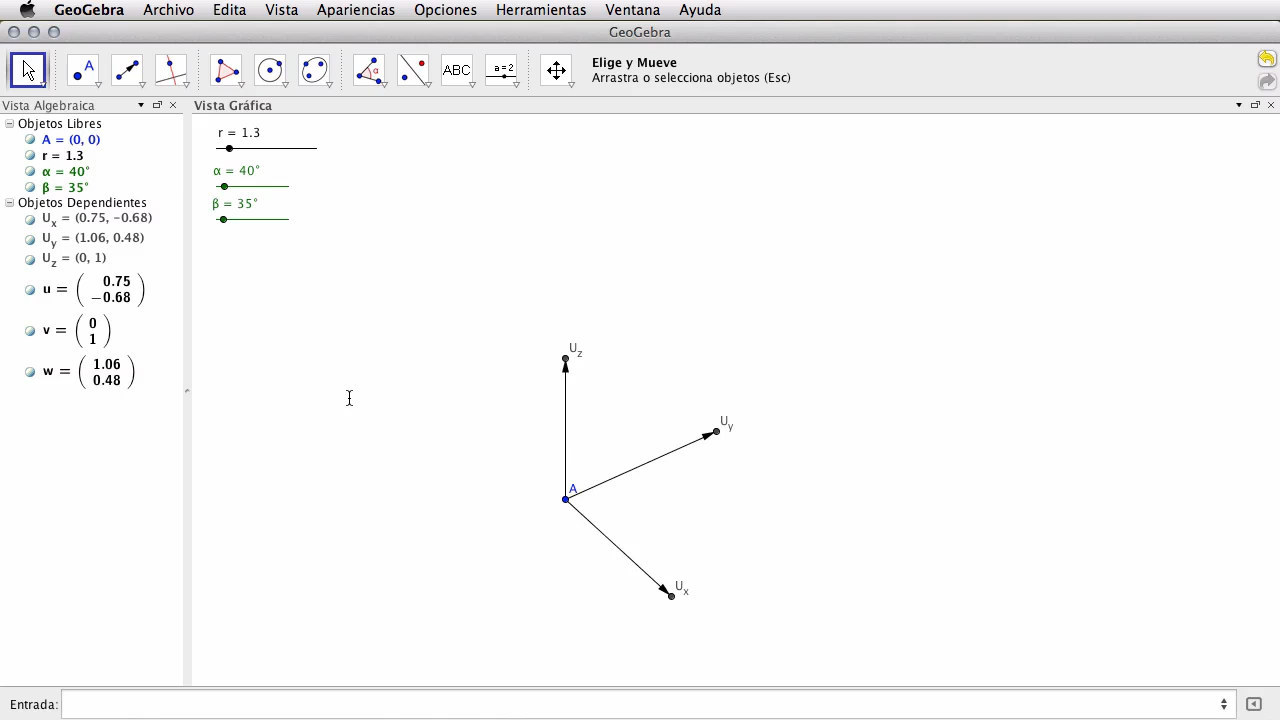 GeoGebra Archivo Edita Vista Apariencias Opciones Herramientas Ventana Ayuda
GeoGebra
A α ABC a = 2
Elige y Mueve
Arrastra o selecciona objetos (Esc)
Vista Algebraica
Vista Gráfica
Objetos Libres
A = (0, 0)
r = 1.3
α = 40°
β = 35°
Objetos Dependientes
Ux = (0.75, −0.68)
Uy = (1.06, 0.48)
Uz = (0, 1)
u = ( 0.75
−0.68 )
v = ( 0
1 )
w = ( 1.06
0.48 )
r = 1.3
α = 40°
β = 35°
Uz
Uy
A
Ux
Entrada: